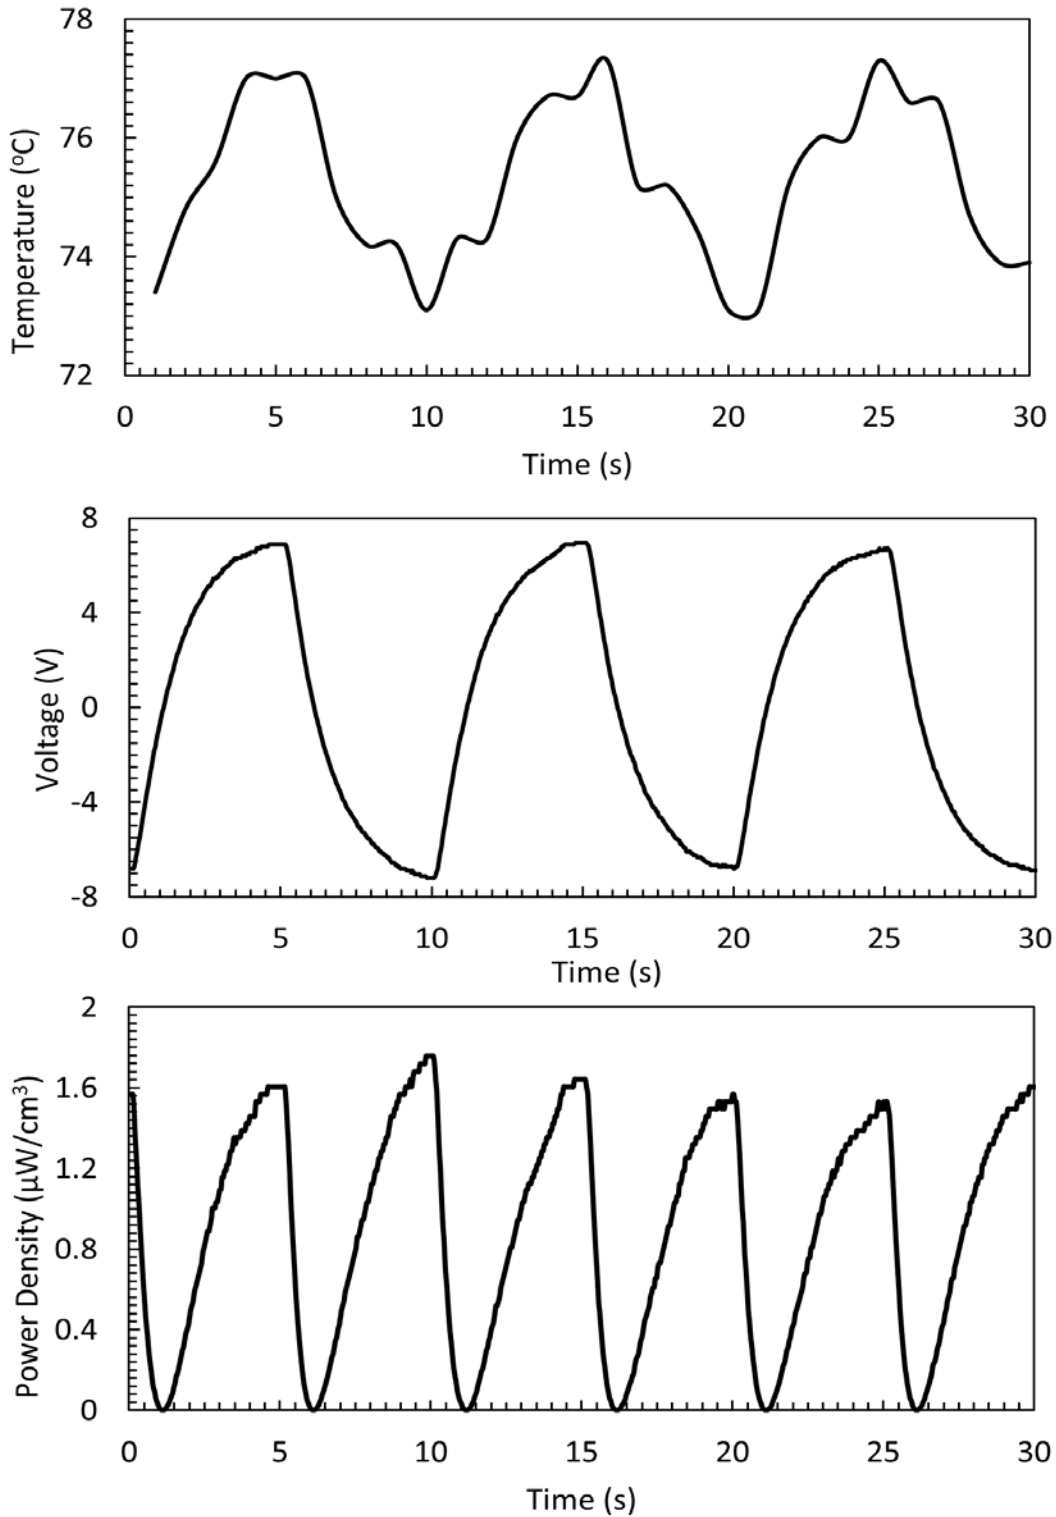 78
76
74
72
Temperature (ºC)
0 5 10 15 20 25 30
Time (s)
8
4
0
-4
-8
Voltage (V)
0 5 10 15 20 25 30
Time (s)
2
1.6
1.2
0.8
0.4
0
Power Density (μW/cm³)
0 5 10 15 20 25 30
Time (s)